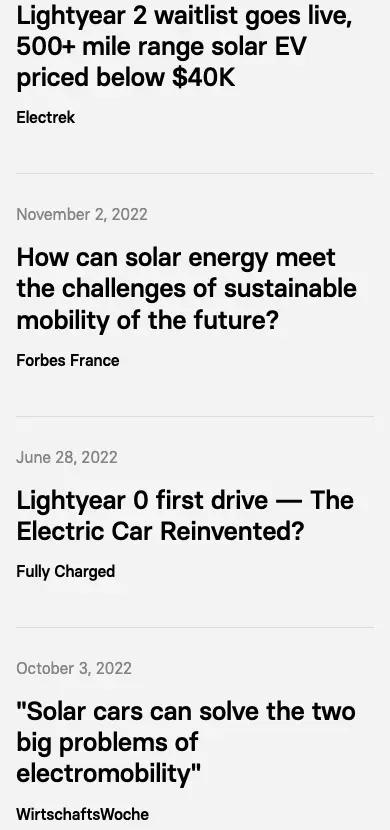 Lightyear 2 waitlist goes live,
500+ mile range solar EV
priced below $40K
Electrek
November 2, 2022
How can solar energy meet
the challenges of sustainable
mobility of the future?
Forbes France
June 28, 2022
Lightyear 0 first drive — The
Electric Car Reinvented?
Fully Charged
October 3, 2022
"Solar cars can solve the two
big problems of
electromobility"
WirtschaftsWoche